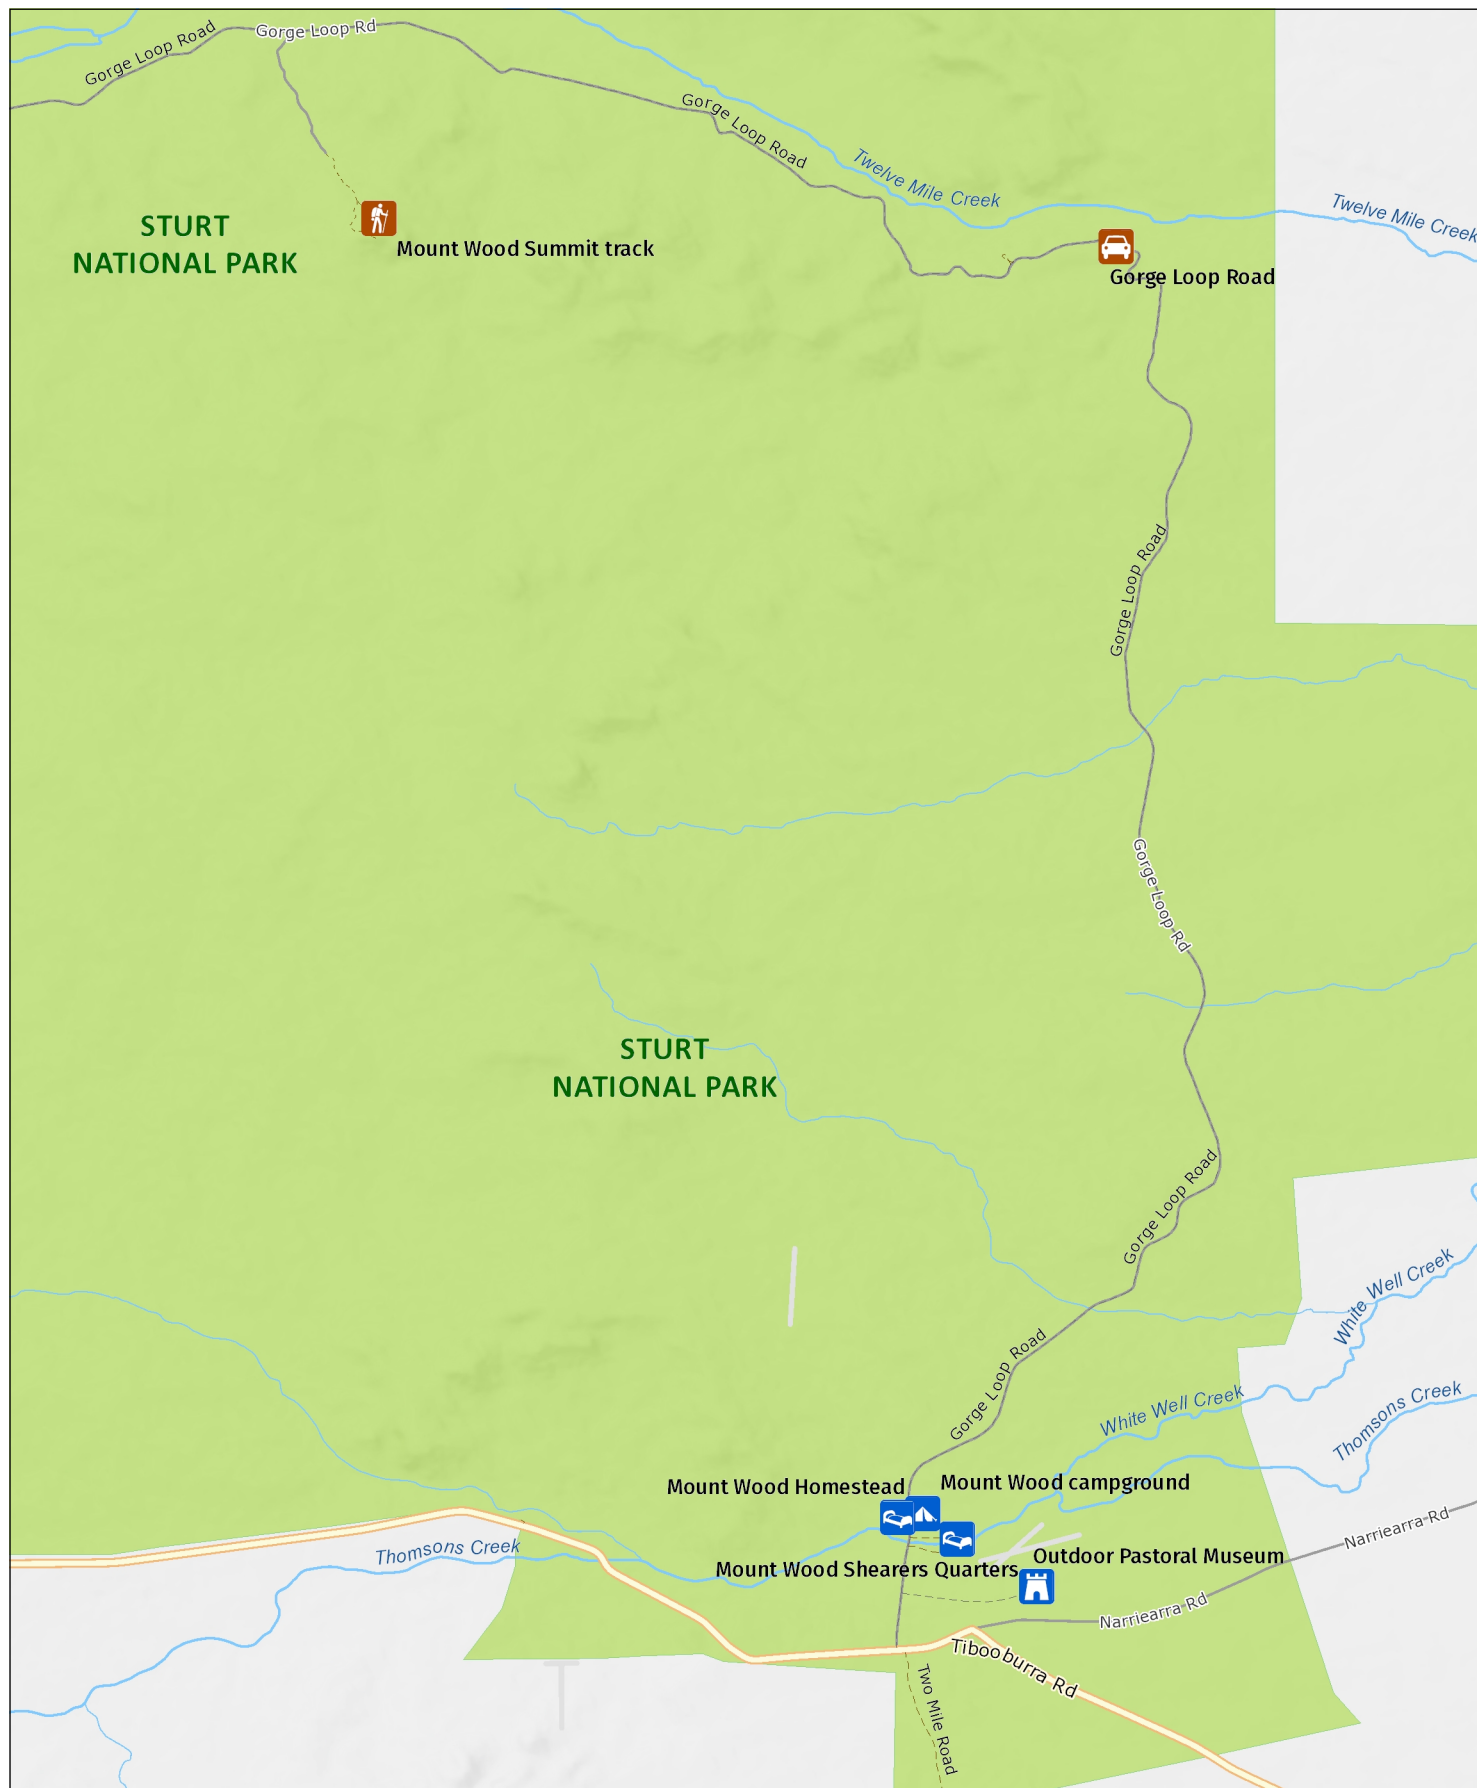 Gorge Loop Road
Gorge Loop Rd
Gorge Loop Road
Twelve Mile Creek
Twelve Mile Creek
STURT
NATIONAL PARK
Mount Wood Summit track
Gorge Loop Road
Gorge Loop Road
Gorge Loop Rd
STURT
NATIONAL PARK
Gorge Loop Road
White Well Creek
Gorge Loop Road
White Well Creek
Thomsons Creek
Mount Wood Homestead
Mount Wood campground
Narriearra Rd
Thomsons Creek
Mount Wood Shearers Quarters
Outdoor Pastoral Museum
Narriearra Rd
Tibooburra Rd
Two Mile Road